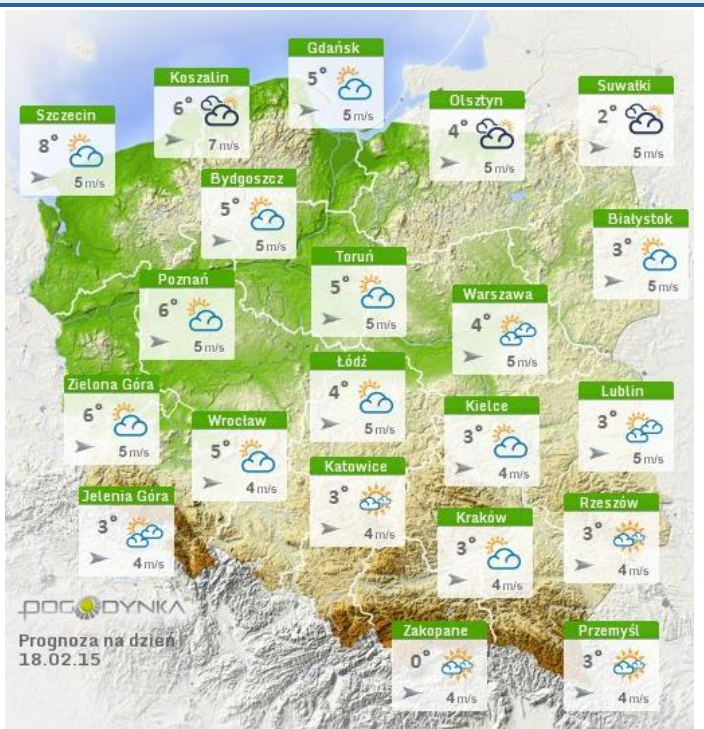 Gdańsk
5°
5 m/s
Koszalin
6°
7 m/s
Suwałki
2°
5 m/s
Olsztyn
4°
5 m/s
Szczecin
8°
5 m/s
Bydgoszcz
5°
5 m/s
Białystok
3°
5 m/s
Toruń
5°
5 m/s
Poznań
6°
5 m/s
Warszawa
4°
5 m/s
Łódź
4°
5 m/s
Zielona Góra
6°
5 m/s
Lublin
3°
5 m/s
Kielce
3°
4 m/s
Wrocław
5°
4 m/s
Katowice
3°
4 m/s
Jelenia Góra
3°
4 m/s
Rzeszów
3°
4 m/s
Kraków
3°
4 m/s
POGODYNKA
Prognoza na dzień
18.02.15
Zakopane
0°
4 m/s
Przemyśl
3°
4 m/s